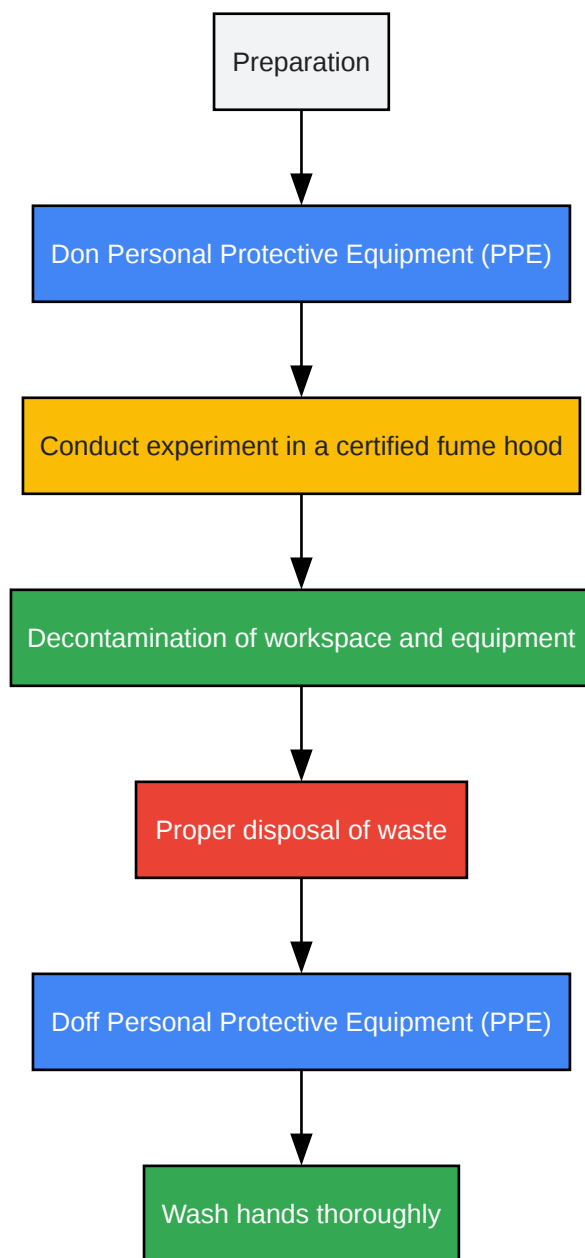 Preparation
Don Personal Protective Equipment (PPE)
Conduct experiment in a certified fume hood
Decontamination of workspace and equipment
Proper disposal of waste
Doff Personal Protective Equipment (PPE)
Wash hands thoroughly